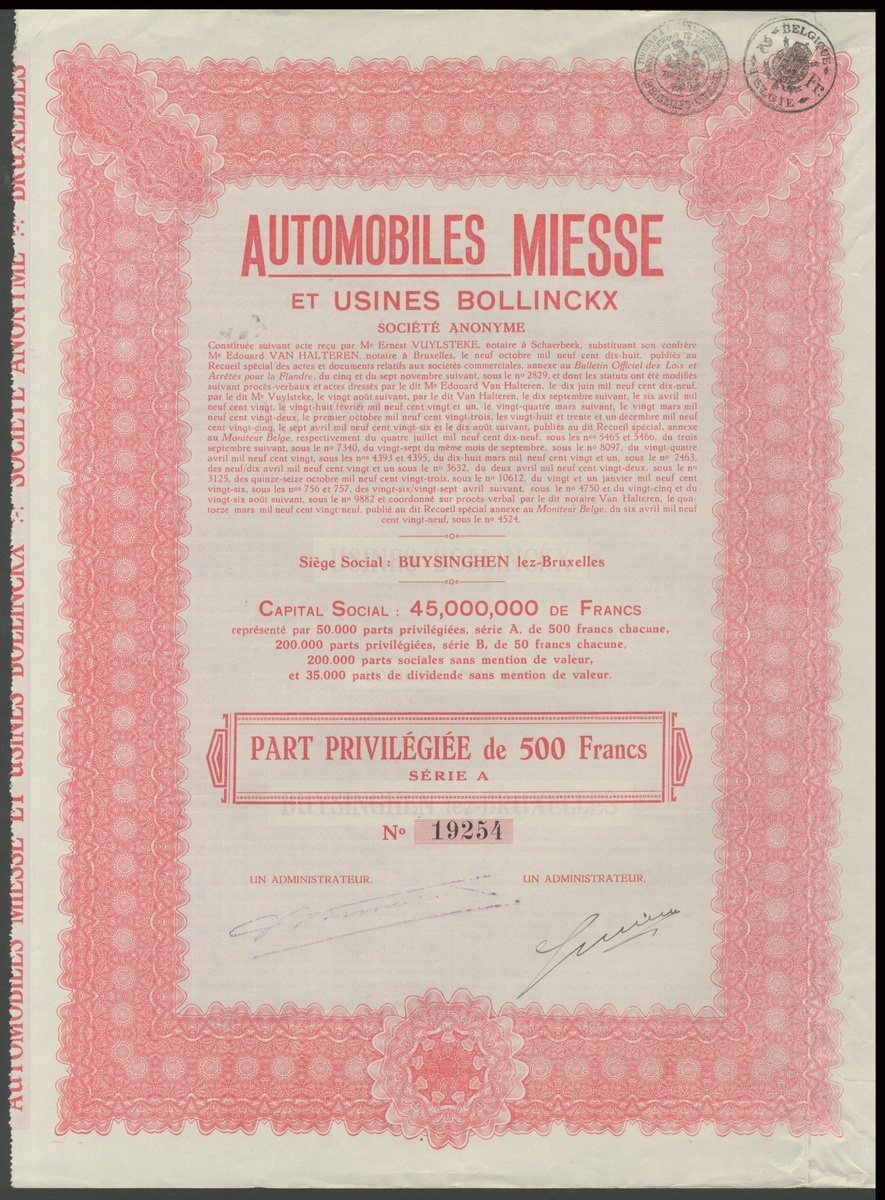 AUTOMOBILES MIESSE
ET USINES BOLLINCKX
SOCIÉTÉ ANONYME
Constituée suivant acte reçu par Me Ernest VUYLSTEKE, notaire à Schaerbeek, substituant son confrère
Me Edouard VAN HALTEREN, notaire à Bruxelles, le neuf octobre mil neuf cent dix-huit, publiés au
Recueil spécial des actes et documents relatifs aux sociétés commerciales, annexe au Bulletin Officiel des Lois et
Arrêtés pour la Flandre, du cinq et du sept novembre suivant, sous le no 2829, et dont les statuts ont été modifiés
suivant procès-verbaux et actes dressés par le dit Me Edouard Van Halteren, le dix juin mil neuf cent dix-neuf,
par le dit Me Vuylsteke, le vingt août suivant, par le dit Van Halteren, le dix septembre suivant, le six avril mil
neuf cent vingt, le vingt-huit février mil neuf cent vingt et un, le vingt-quatre mars suivant, le vingt mars mil
neuf cent vingt-deux, le premier octobre mil neuf cent vingt-trois, les vingt-huit et trente et un décembre mil neuf
cent vingt-cinq, le sept avril mil neuf cent vingt-six et le dix août suivant, publiés au dit Recueil spécial, annexe
au Moniteur Belge, respectivement du quatre juillet mil neuf cent dix-neuf, sous les nos 5465 et 5466, du trois
septembre suivant, sous le no 7340, du vingt-sept du même mois de septembre, sous le no 8097, du vingt-quatre
avril mil neuf cent vingt, sous les nos 4393 et 4395, du dix-huit mars mil neuf cent vingt et un, sous le no 2463,
des neuf/dix avril mil neuf cent vingt et un sous le no 3632, du deux avril mil neuf cent vingt-deux, sous le no
3125, des quinze-seize octobre mil neuf cent vingt-trois, sous le no 10612, du vingt et un janvier mil neuf cent
vingt-six, sous les nos 756 et 757, des vingt-six/vingt-sept avril suivant, sous le no 4750 et du vingt-cinq et du
vingt-six août suivant, sous le no 9882 et coordonné sur procès-verbal par le dit notaire Van Halteren, le qua-
torze mars mil neuf cent vingt-neuf, publié au dit Recueil spécial annexe au Moniteur Belge, du six avril mil neuf
cent vingt-neuf, sous le no 4524.
Siège Social : BUYSINGHEN lez-Bruxelles
CAPITAL SOCIAL : 45,000,000 DE FRANCS
représenté par 50.000 parts privilégiées, série A, de 500 francs chacune,
200.000 parts privilégiées, série B, de 50 francs chacune,
200.000 parts sociales sans mention de valeur,
et 35.000 parts de dividende sans mention de valeur.
PART PRIVILÉGIÉE de 500 Francs
SÉRIE A
No 19254
UN ADMINISTRATEUR, UN ADMINISTRATEUR,
AUTOMOBILES MIESSE ET USINES BOLLINCKX SOCIÉTÉ ANONYME BRUXELLES
USINES BOLLINCKX
BUYSINGHEN lez-BRUXELLES
BELGIQUE
BELGIË
2 Fr.